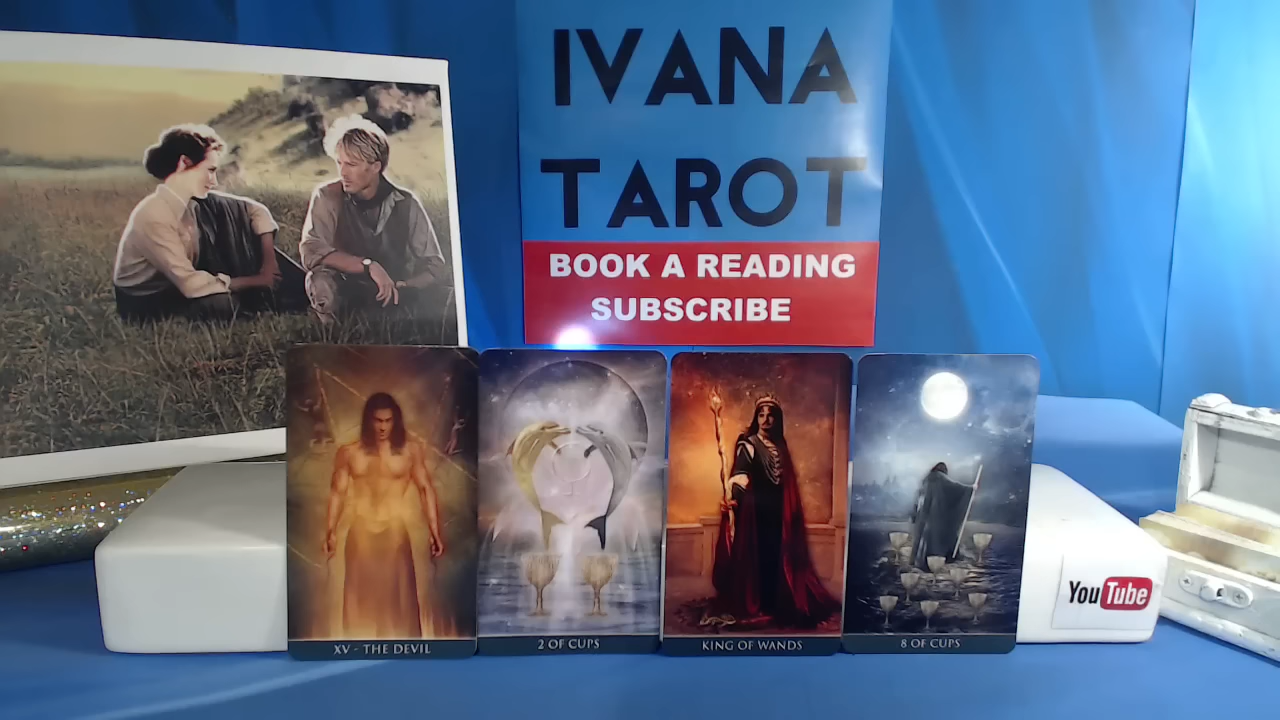 IVANA
TAROT
BOOK A READING
SUBSCRIBE
XV - THE DEVIL
2 OF CUPS
KING OF WANDS
8 OF CUPS
YouTube